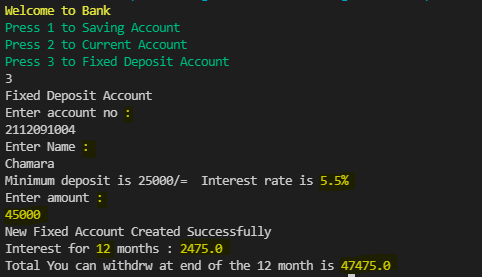 Welcome to Bank
Press 1 to Saving Account
Press 2 to Current Account
Press 3 to Fixed Deposit Account
3
Fixed Deposit Account
Enter account no :
2112091004
Enter Name :
Chamara
Minimum deposit is 25000/=  Interest rate is 5.5%
Enter amount :
45000
New Fixed Account Created Successfully
Interest for 12 months : 2475.0
Total You can withdrw at end of the 12 month is 47475.0